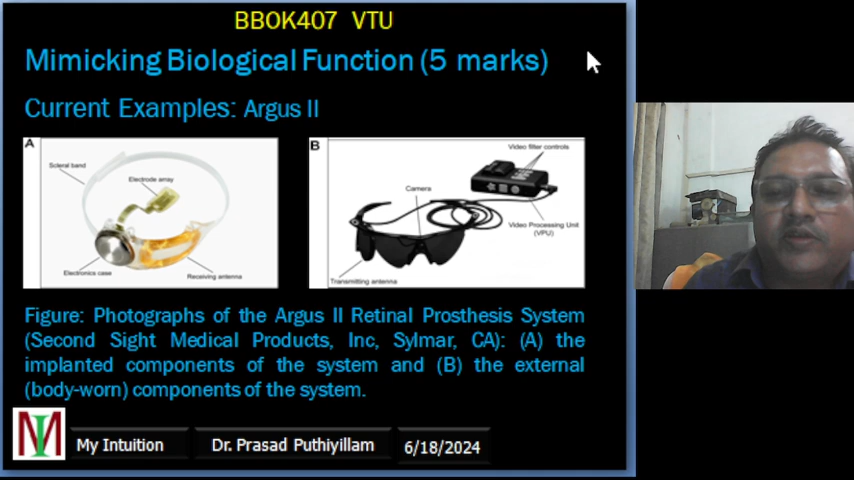 BBOK407 VTU
Mimicking Biological Function (5 marks)
Current Examples: Argus II
A
Scleral band
Electrode array
Electronics case
Receiving antenna
B
Video filter controls
Camera
Video Processing Unit
(VPU)
Transmitting antenna
Figure: Photographs of the Argus II Retinal Prosthesis System
(Second Sight Medical Products, Inc, Sylmar, CA): (A) the
implanted components of the system and (B) the external
(body-worn) components of the system.
MI
My Intuition
Dr. Prasad Puthiyillam
6/18/2024